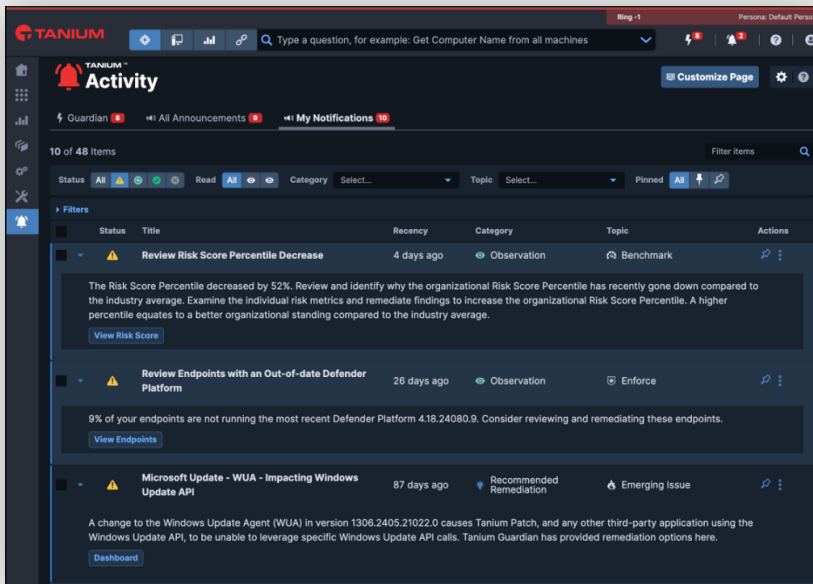 Ring -1
Persona: Default Perso
TANIUM
Type a question, for example: Get Computer Name from all machines
8
2
TANIUM™
Activity
Customize Page
Guardian 8
All Announcements 9
My Notifications 10
10 of 48 Items
Filter items
Status All
Read All
Category Select...
Topic Select...
Pinned All
Filters
Status Title Recency Category Topic Actions
Review Risk Score Percentile Decrease 4 days ago Observation Benchmark
The Risk Score Percentile decreased by 52%. Review and identify why the organizational Risk Score Percentile has recently gone down compared to
the industry average. Examine the individual risk metrics and remediate findings to increase the organizational Risk Score Percentile. A higher
percentile equates to a better organizational standing compared to the industry average.
View Risk Score
Review Endpoints with an Out-of-date Defender
Platform
26 days ago Observation Enforce
9% of your endpoints are not running the most recent Defender Platform 4.18.24080.9. Consider reviewing and remediating these endpoints.
View Endpoints
Microsoft Update - WUA - Impacting Windows
Update API
87 days ago
Recommended
Remediation
Emerging Issue
A change to the Windows Update Agent (WUA) in version 1306.2405.21022.0 causes Tanium Patch, and any other third-party application using the
Windows Update API, to be unable to leverage specific Windows Update API calls. Tanium Guardian has provided remediation options here.
Dashboard